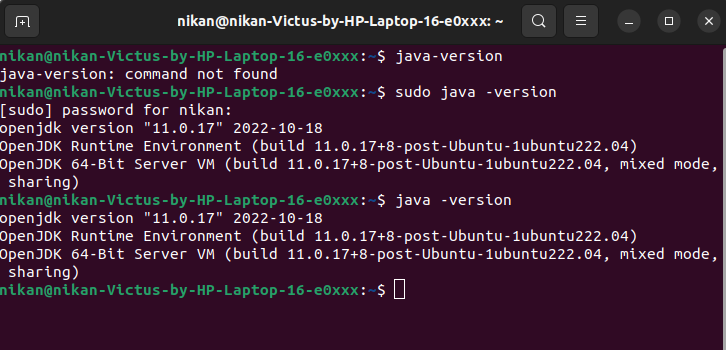 nikan@nikan-Victus-by-HP-Laptop-16-e0xxx: ~
nikan@nikan-Victus-by-HP-Laptop-16-e0xxx:~$ java-version
java-version: command not found
nikan@nikan-Victus-by-HP-Laptop-16-e0xxx:~$ sudo java -version
[sudo] password for nikan:
openjdk version "11.0.17" 2022-10-18
OpenJDK Runtime Environment (build 11.0.17+8-post-Ubuntu-1ubuntu222.04)
OpenJDK 64-Bit Server VM (build 11.0.17+8-post-Ubuntu-1ubuntu222.04, mixed mode,
 sharing)
nikan@nikan-Victus-by-HP-Laptop-16-e0xxx:~$ java -version
openjdk version "11.0.17" 2022-10-18
OpenJDK Runtime Environment (build 11.0.17+8-post-Ubuntu-1ubuntu222.04)
OpenJDK 64-Bit Server VM (build 11.0.17+8-post-Ubuntu-1ubuntu222.04, mixed mode,
 sharing)
nikan@nikan-Victus-by-HP-Laptop-16-e0xxx:~$